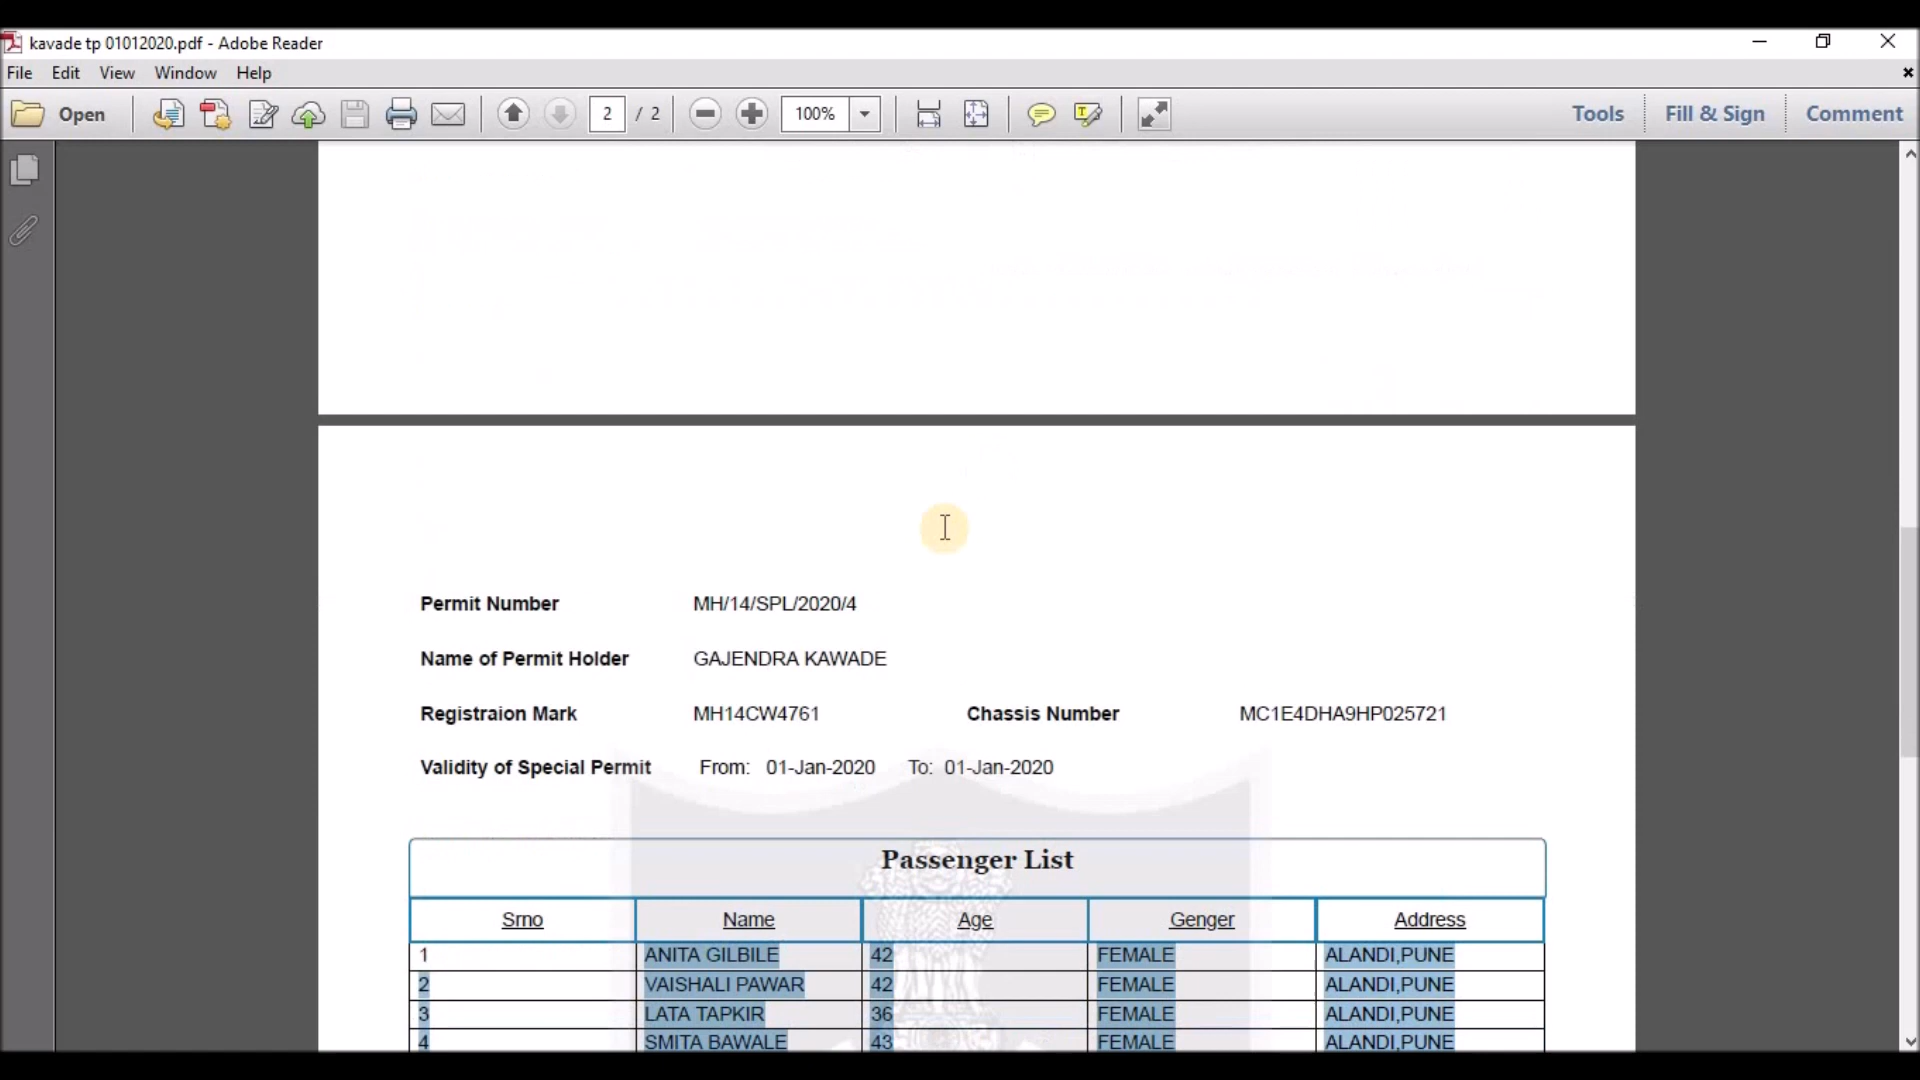 kavade tp 01012020.pdf - Adobe Reader
File Edit View Window Help
Open 2 / 2 100% Tools Fill & Sign Comment
Permit Number MH/14/SPL/2020/4
Name of Permit Holder GAJENDRA KAWADE
Registraion Mark MH14CW4761 Chassis Number MC1E4DHA9HP025721
Validity of Special Permit From: 01-Jan-2020 To: 01-Jan-2020
Passenger List
Srno Name Age Genger Address
1 ANITA GILBILE 42 FEMALE ALANDI,PUNE
2 VAISHALI PAWAR 42 FEMALE ALANDI,PUNE
3 LATA TAPKIR 36 FEMALE ALANDI,PUNE
4 SMITA BAWALE 43 FEMALE ALANDI,PUNE